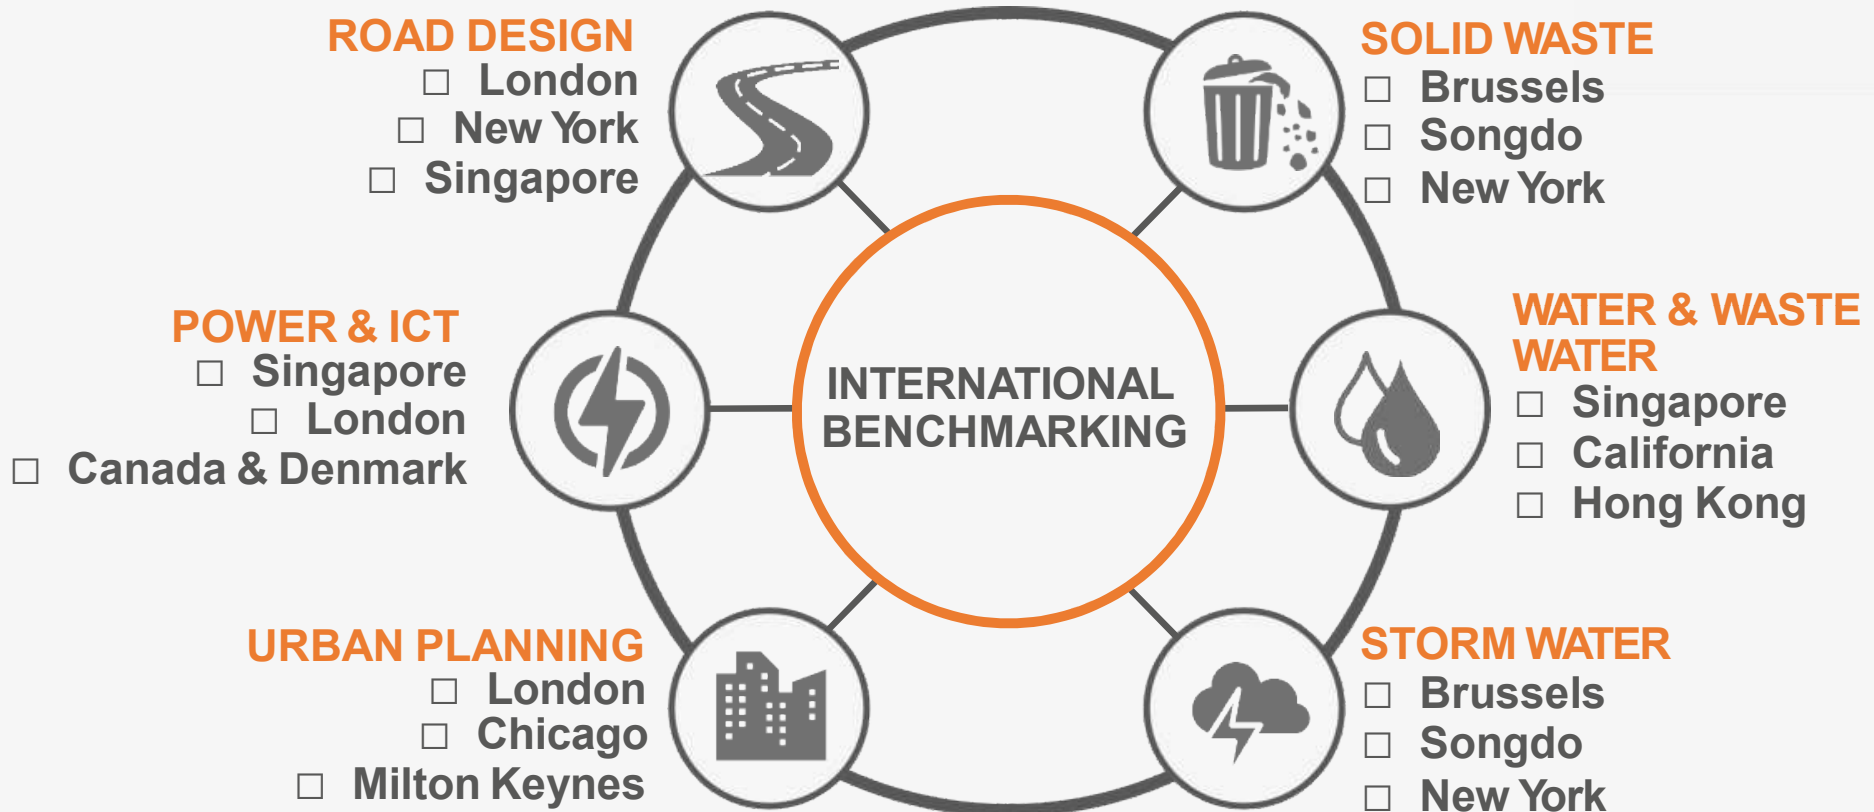 ROAD DESIGN
□ London
□ New York
□ Singapore
SOLID WASTE
□ Brussels
□ Songdo
□ New York
POWER & ICT
□ Singapore
□ London
□ Canada & Denmark
INTERNATIONAL
BENCHMARKING
WATER & WASTE
WATER
□ Singapore
□ California
□ Hong Kong
URBAN PLANNING
□ London
□ Chicago
□ Milton Keynes
STORM WATER
□ Brussels
□ Songdo
□ New York